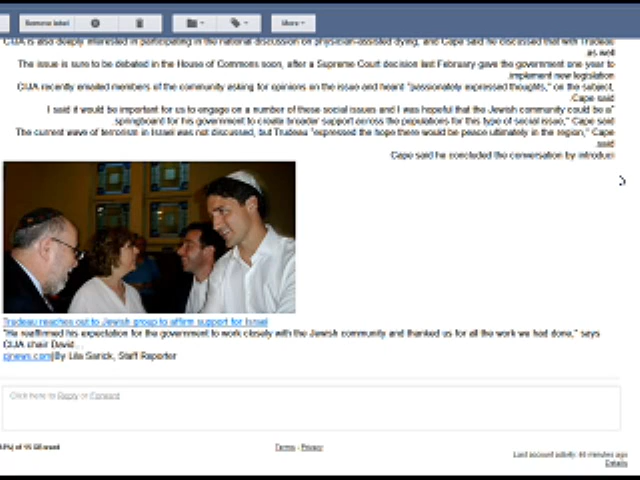 Remove label
More
CIJA is also deeply interested in participating in the national discussion on physician-assisted dying, and Cape said he discussed that with Trudeau
as well
The issue is sure to be debated in the House of Commons soon, after a Supreme Court decision last February gave the government one year to
.implement new legislation
CIJA recently emailed members of the community asking for opinions on the issue and heard "passionately expressed thoughts," on the subject,
.Cape said
I said it would be important for us to engage on a number of these social issues and I was hopeful that the Jewish community could be a"
.springboard for his government to create broader support across the populations for this type of social issue," Cape said
The current wave of terrorism in Israel was not discussed, but Trudeau "expressed the hope there would be peace ultimately in the region," Cape
.said
Cape said he concluded the conversation by introduci
Trudeau reaches out to Jewish group to affirm support for Israel
"He reaffirmed his expectation for the government to work closely with the Jewish community and thanked us for all the work we had done," says
CIJA chair David...
cjnews.com|By Lila Sarick, Staff Reporter
Click here to Reply or Forward
of 15 GB used
Terms - Privacy
Last account activity: 46 minutes ago
Details